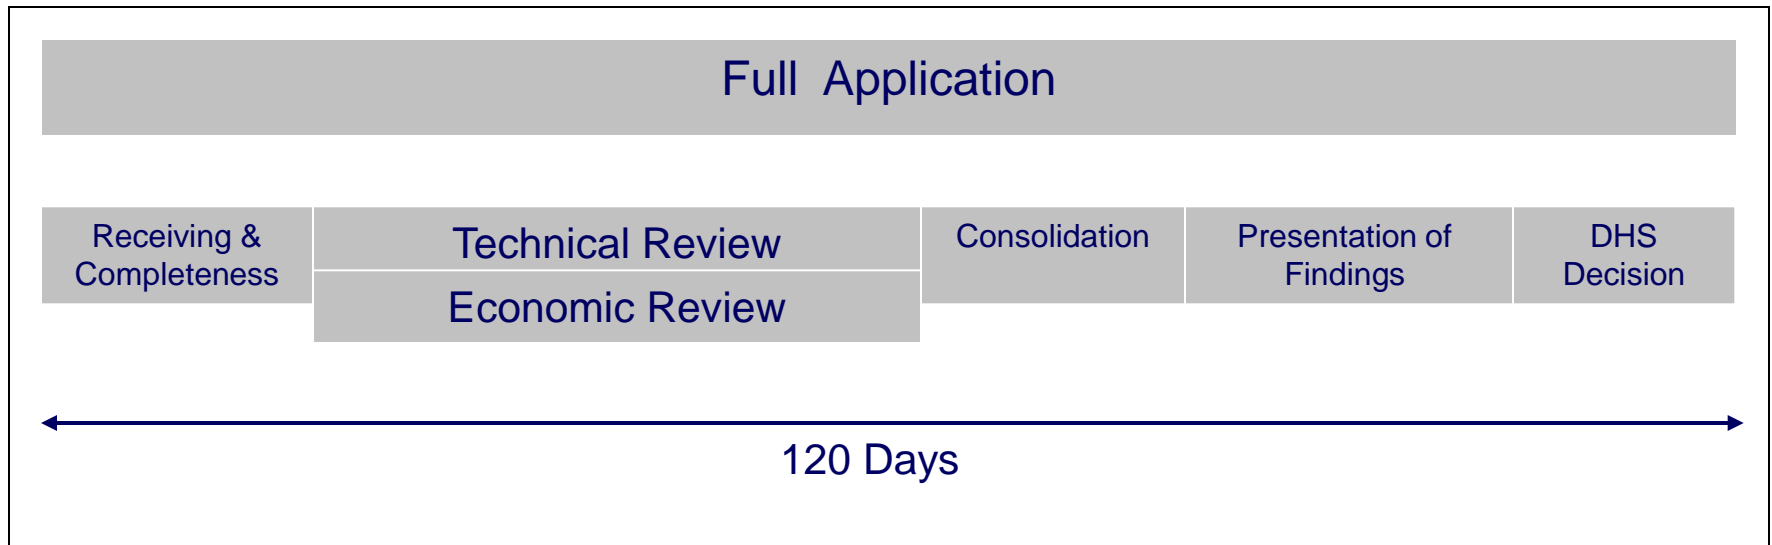 Full Application
Receiving &
Completeness
Technical Review
Economic Review
Consolidation
Presentation of
Findings
DHS
Decision
120 Days